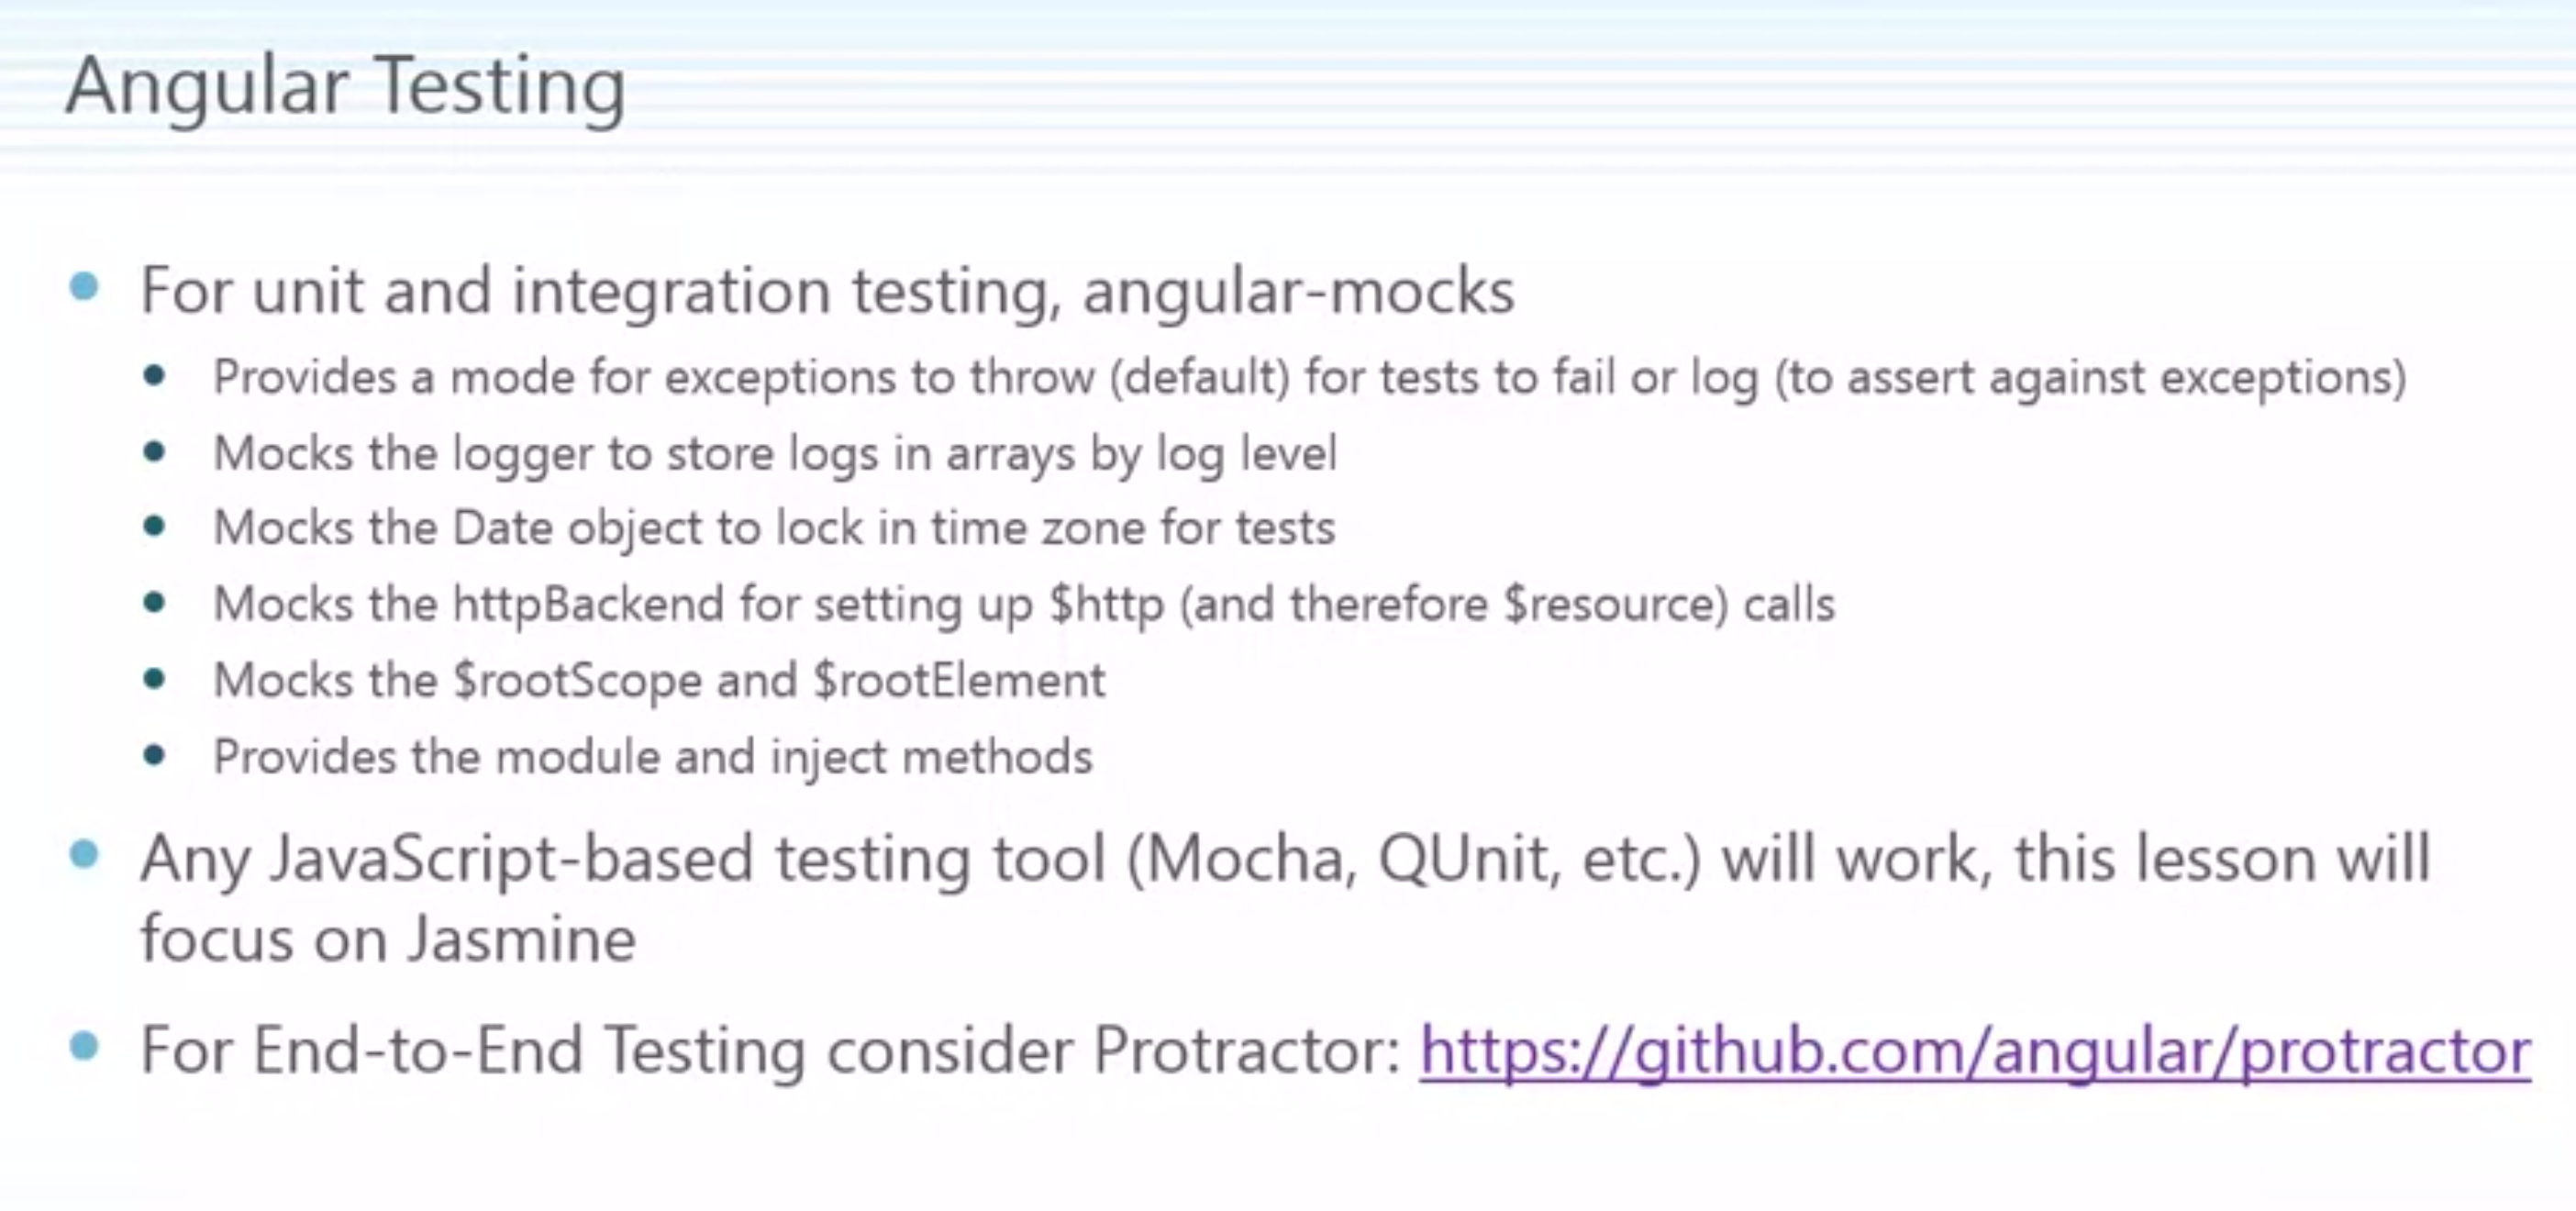 Angular Testing
For unit and integration testing, angular-mocks
Provides a mode for exceptions to throw (default) for tests to fail or log (to assert against exceptions)
Mocks the logger to store logs in arrays by log level
Mocks the Date object to lock in time zone for tests
Mocks the httpBackend for setting up $http (and therefore $resource) calls
Mocks the $rootScope and $rootElement
Provides the module and inject methods
Any JavaScript-based testing tool (Mocha, QUnit, etc.) will work, this lesson will
focus on Jasmine
For End-to-End Testing consider Protractor: https://github.com/angular/protractor